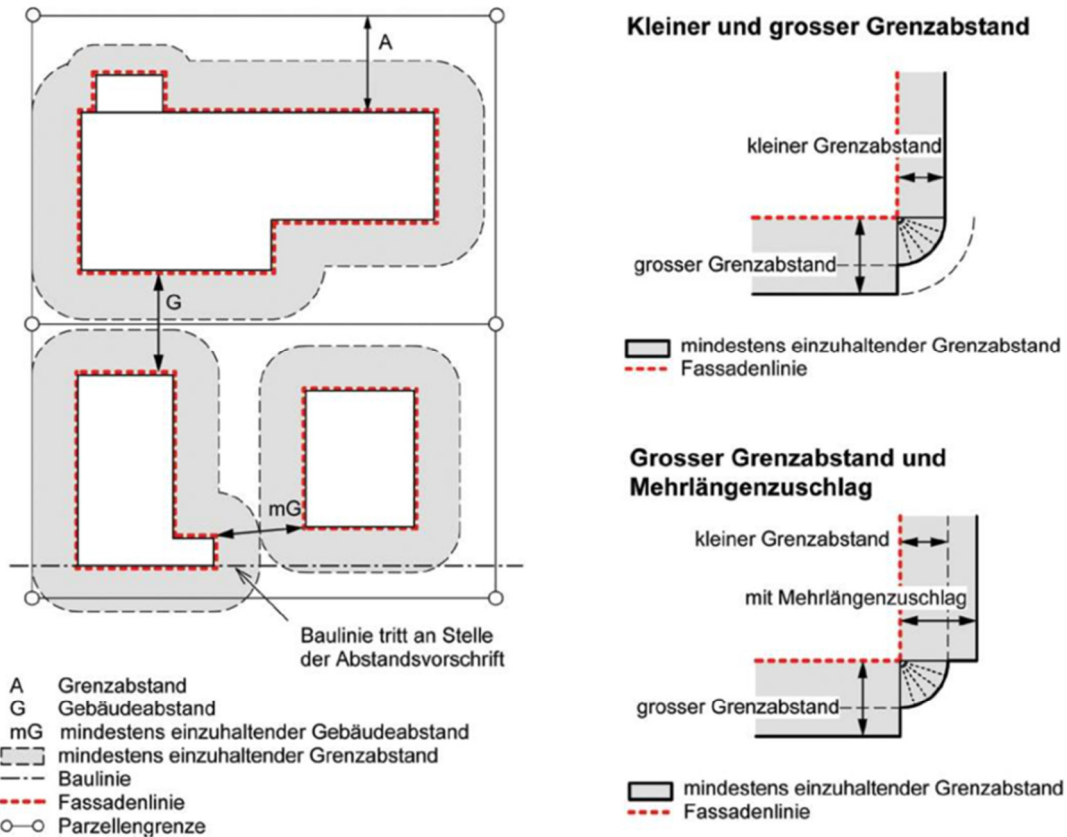 A
G
mG
Baulinie tritt an Stelle
der Abstandsvorschrift
A Grenzabstand
G Gebäudeabstand
mG mindestens einzuhaltender Gebäudeabstand
mindestens einzuhaltender Grenzabstand
Baulinie
Fassadenlinie
Parzellengrenze
Kleiner und grosser Grenzabstand
kleiner Grenzabstand
grosser Grenzabstand
mindestens einzuhaltender Grenzabstand
Fassadenlinie
Grosser Grenzabstand und
Mehrlängenzuschlag
kleiner Grenzabstand
mit Mehrlängenzuschlag
grosser Grenzabstand
mindestens einzuhaltender Grenzabstand
Fassadenlinie